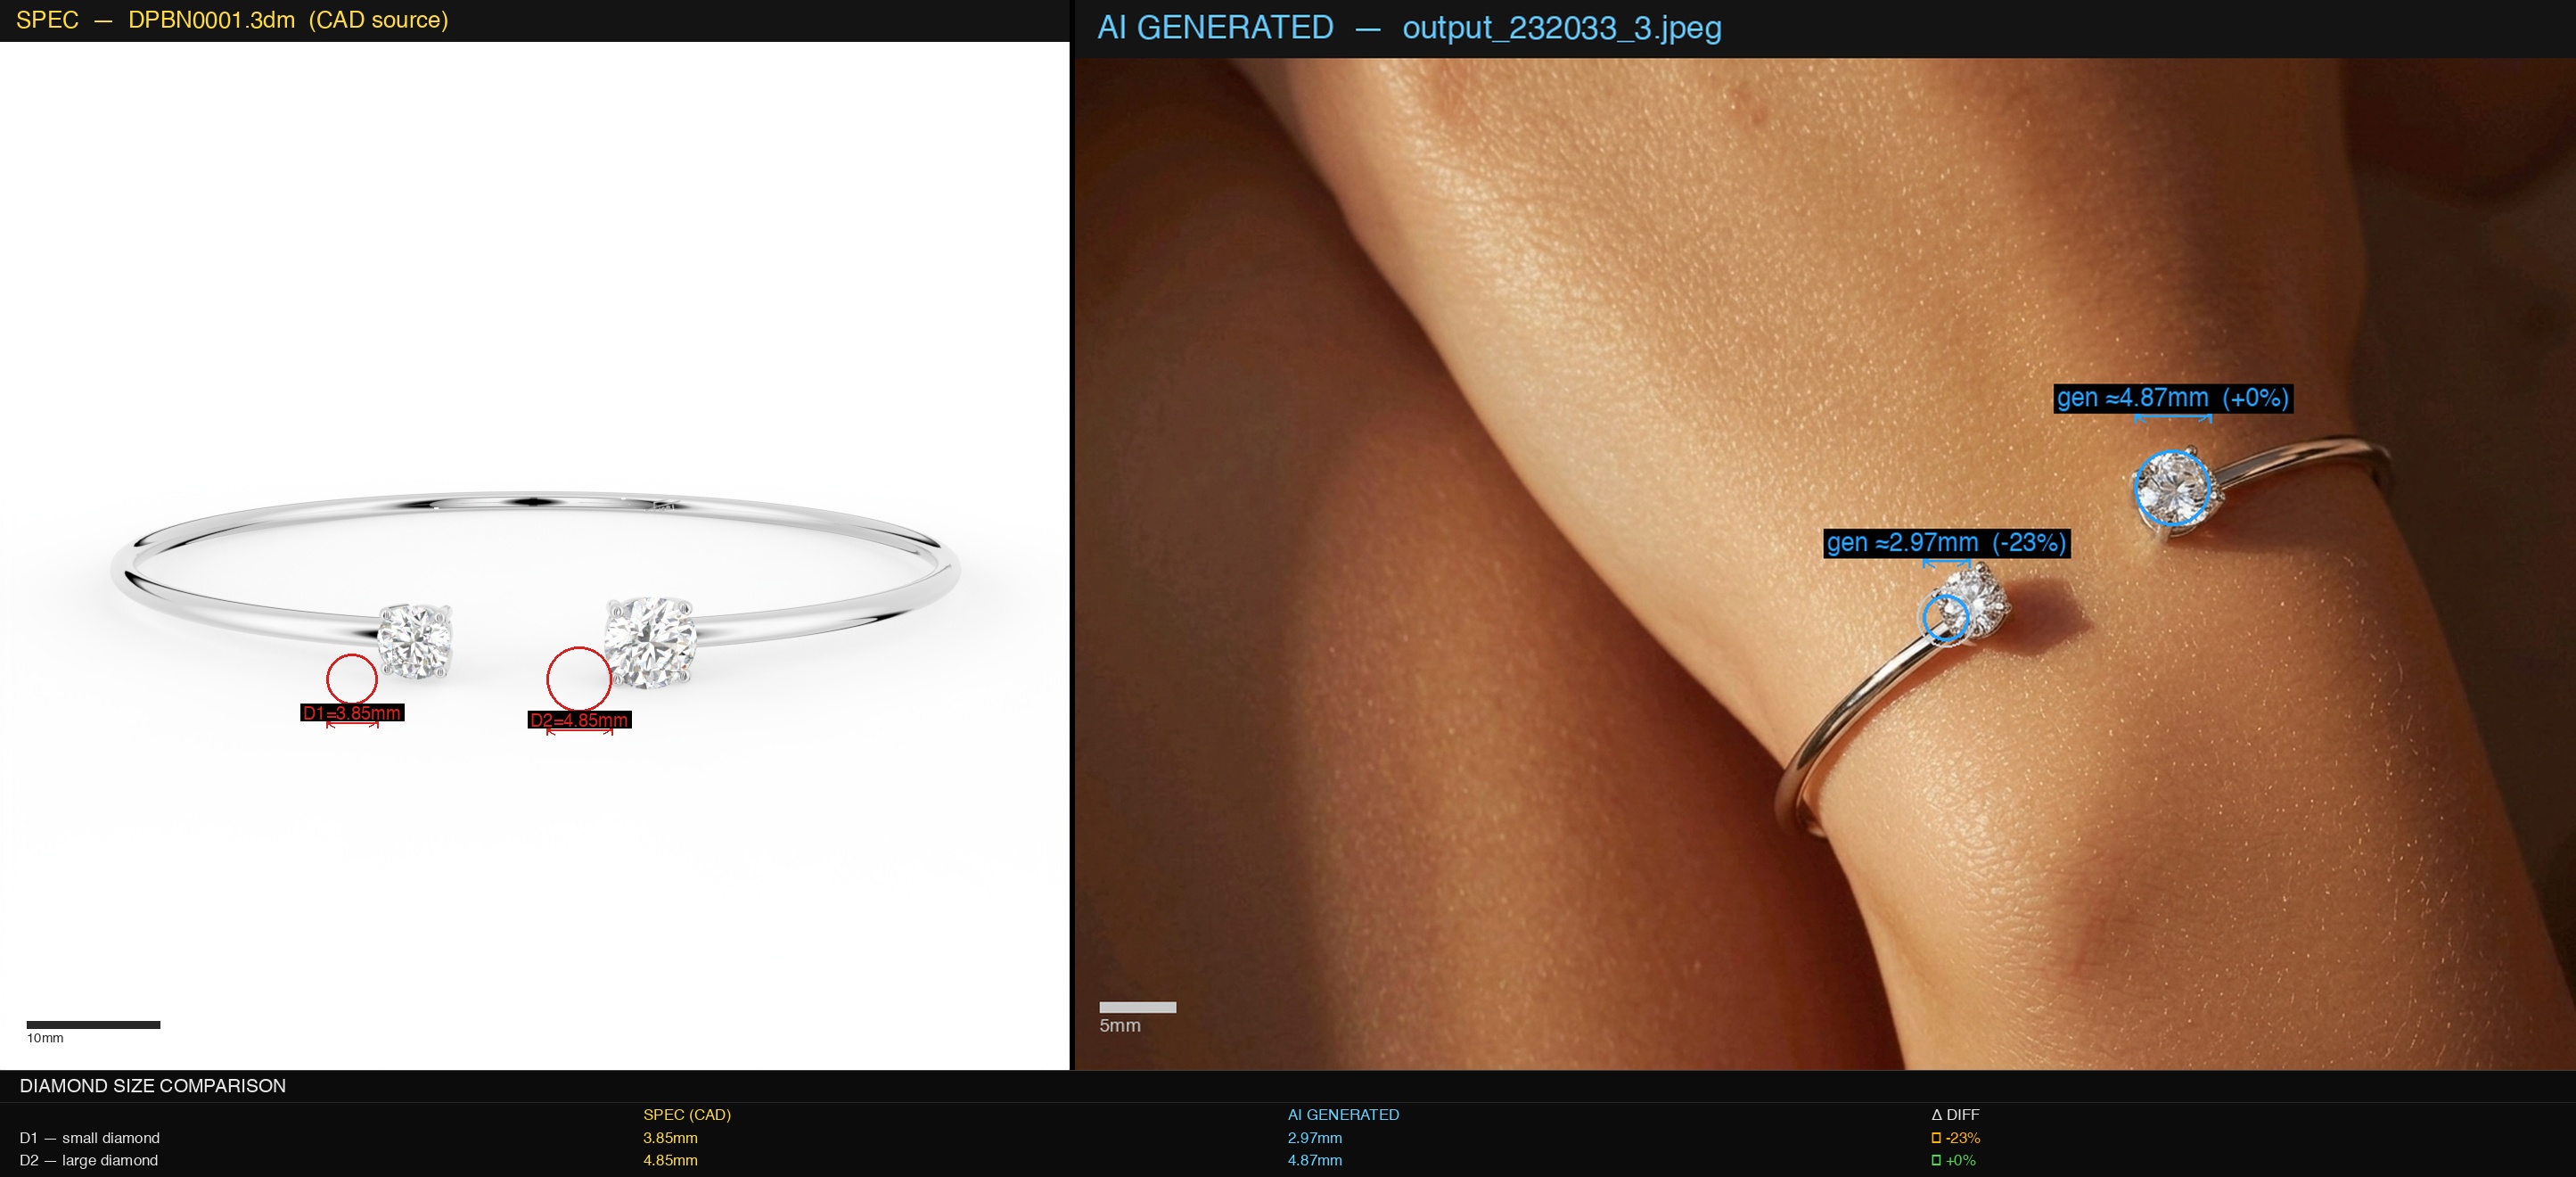 SPEC — DPBN0001.3dm (CAD source)
AI GENERATED — output_232033_3.jpeg
gen ≈4.87mm (+0%)
gen ≈2.97mm (-23%)
D1=3.85mm
D2=4.85mm
10mm
5mm
DIAMOND SIZE COMPARISON
SPEC (CAD) AI GENERATED Δ DIFF
D1 — small diamond 3.85mm 2.97mm □ -23%
D2 — large diamond 4.85mm 4.87mm □ +0%